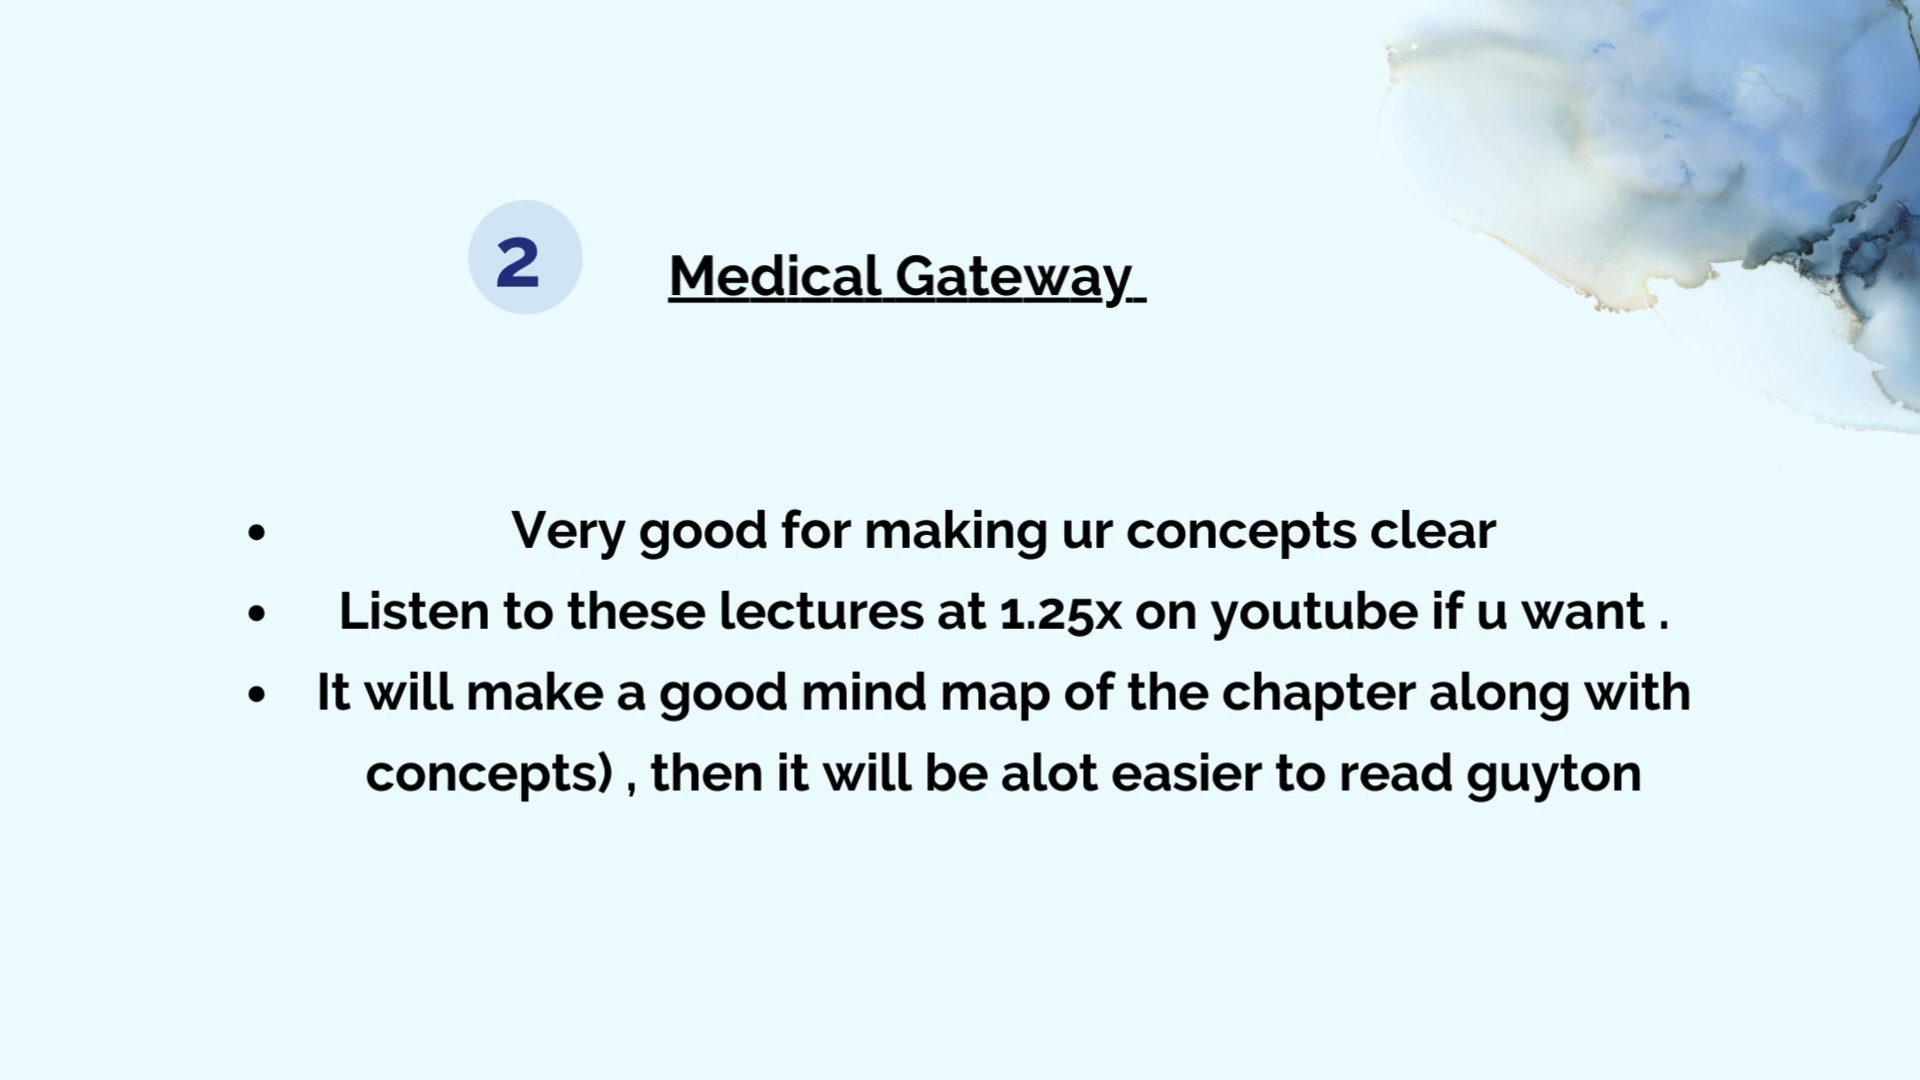 2
Medical Gateway
• Very good for making ur concepts clear
• Listen to these lectures at 1.25x on youtube if u want .
• It will make a good mind map of the chapter along with
concepts) , then it will be alot easier to read guyton